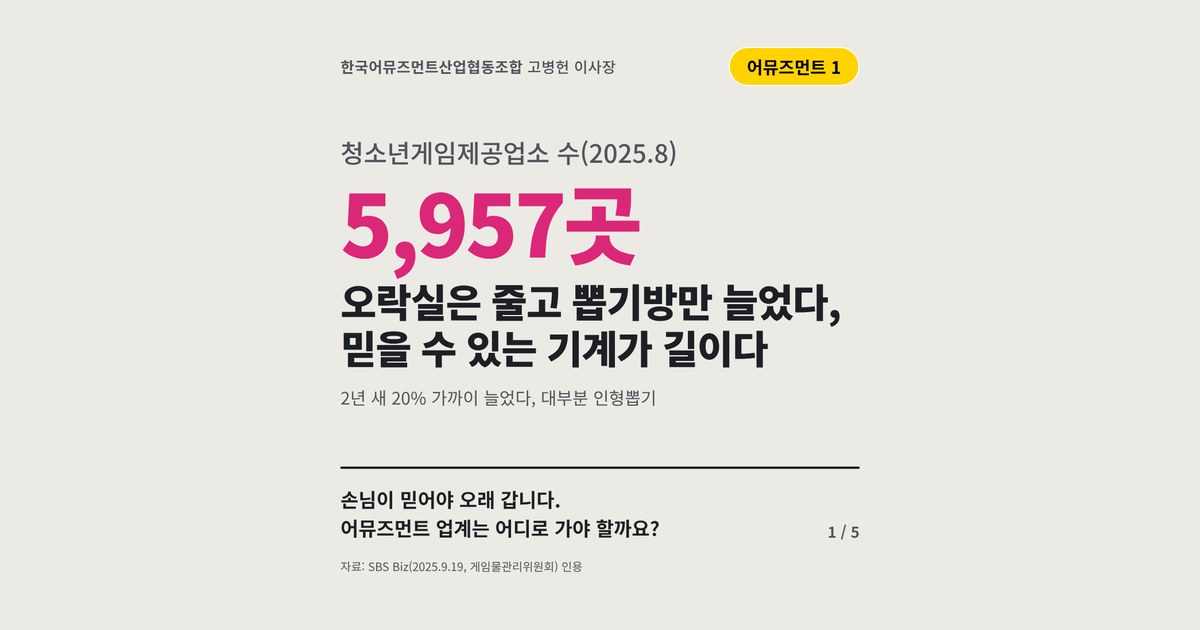 한국어뮤즈먼트산업협동조합 고병헌 이사장
어뮤즈먼트 1
청소년게임제공업소 수(2025.8)
5,957곳
오락실은 줄고 뽑기방만 늘었다,
믿을 수 있는 기계가 길이다
2년 새 20% 가까이 늘었다, 대부분 인형뽑기
손님이 믿어야 오래 갑니다.
어뮤즈먼트 업계는 어디로 가야 할까요?
1 / 5
자료: SBS Biz(2025.9.19, 게임물관리위원회) 인용